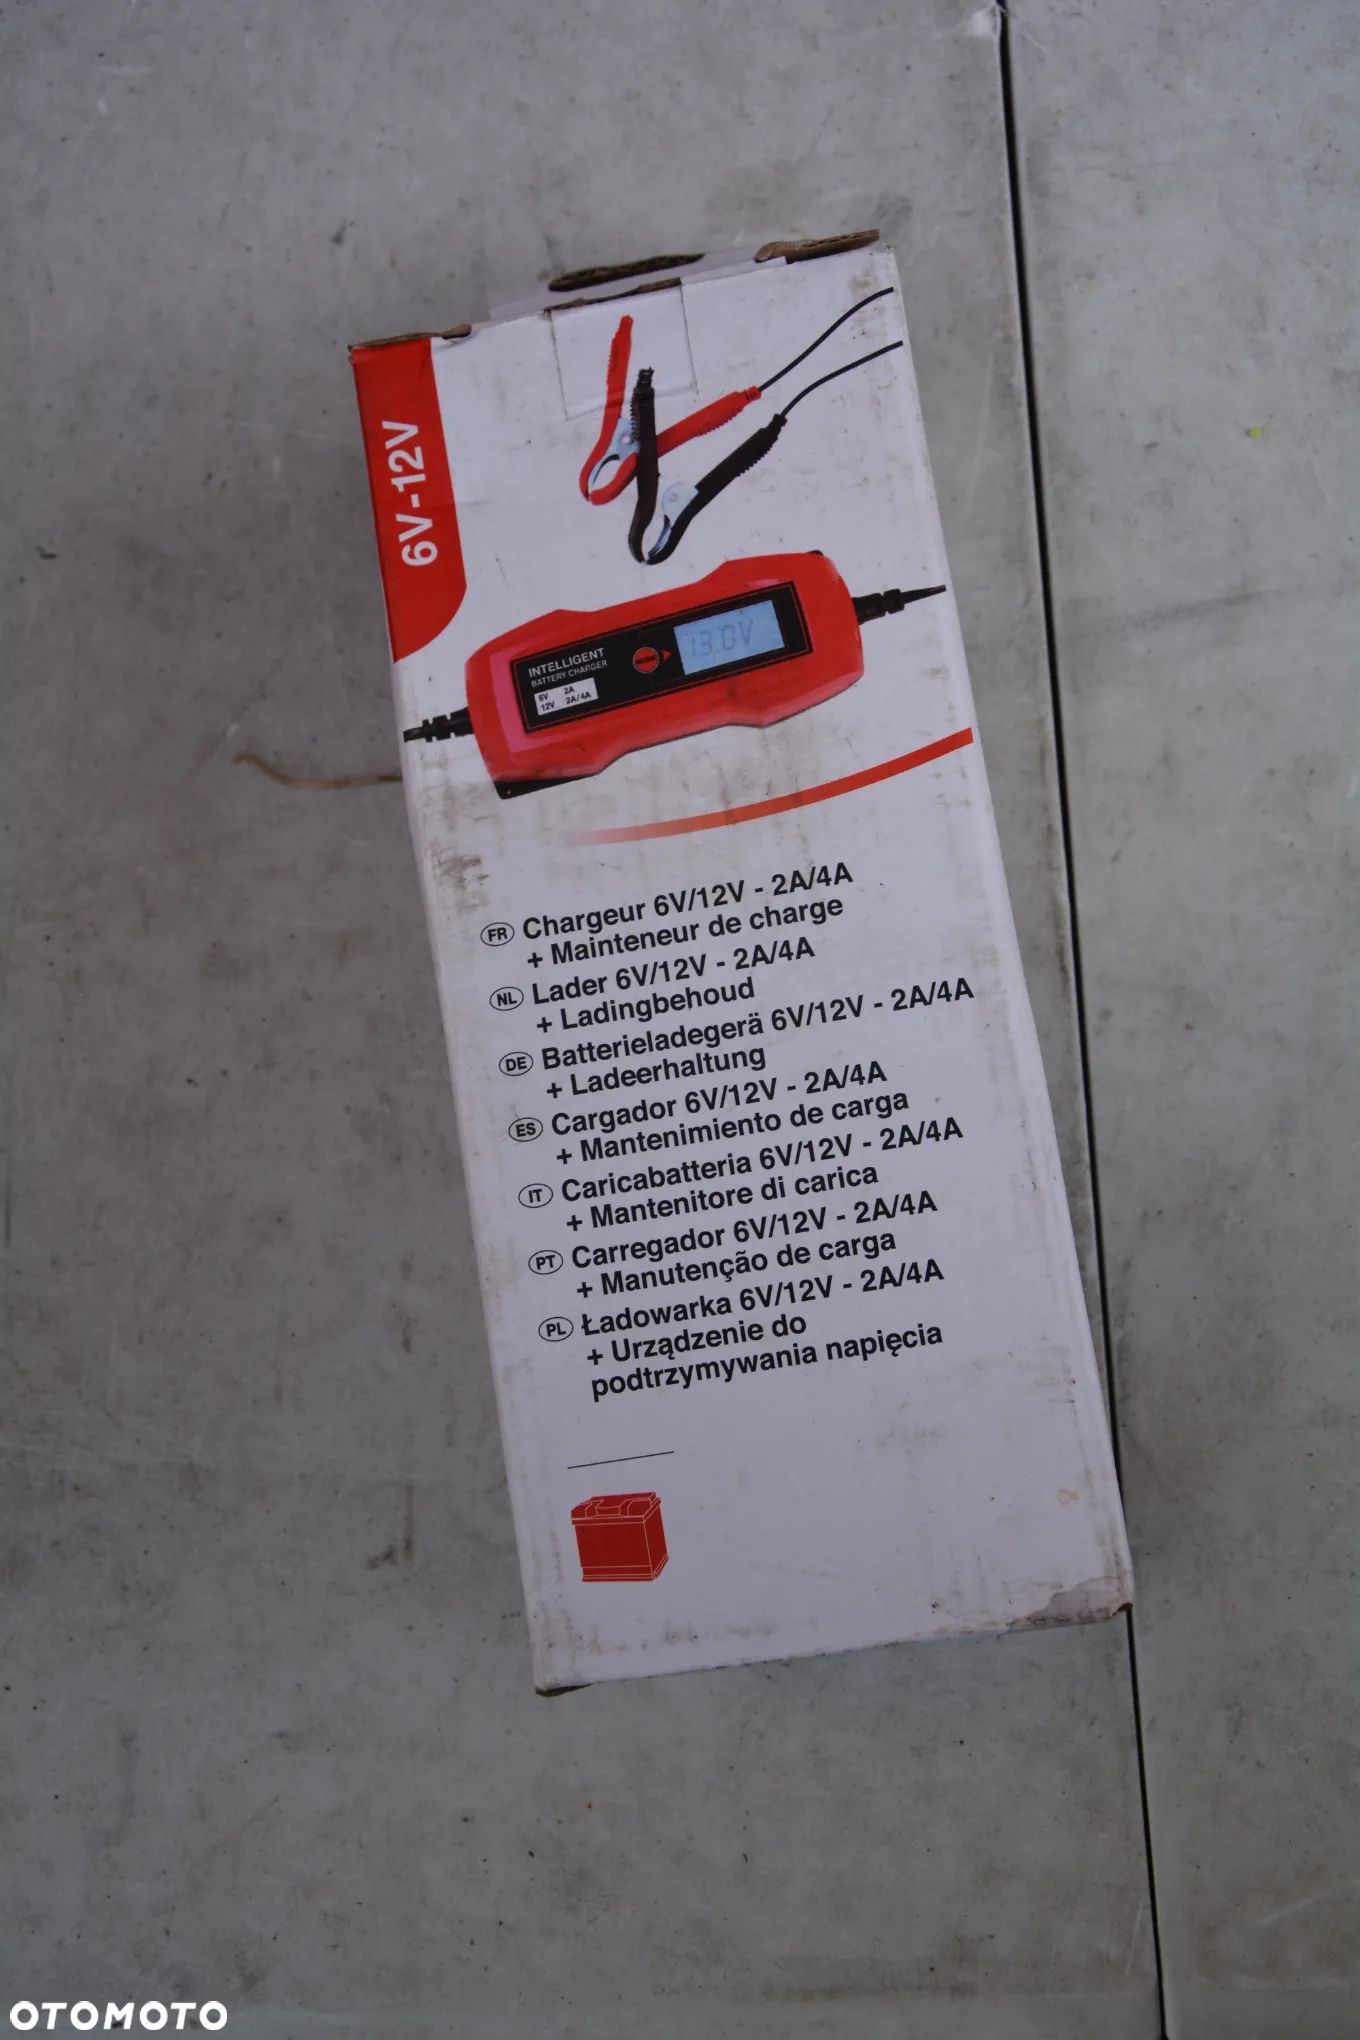 6V-12V
INTELLIGENT
BATTERY CHARGER
6V 2A
12V 2A/4A
13.0V
FR Chargeur 6V/12V - 2A/4A
+ Mainteneur de charge
NL Lader 6V/12V - 2A/4A
+ Ladingbehoud
DE Batterieladegerä 6V/12V - 2A/4A
+ Ladeerhaltung
ES Cargador 6V/12V - 2A/4A
+ Mantenimiento de carga
IT Caricabatteria 6V/12V - 2A/4A
+ Mantenitore di carica
PT Carregador 6V/12V - 2A/4A
+ Manutenção de carga
PL Ładowarka 6V/12V - 2A/4A
+ Urządzenie do
podtrzymywania napięcia
OTOMOTO